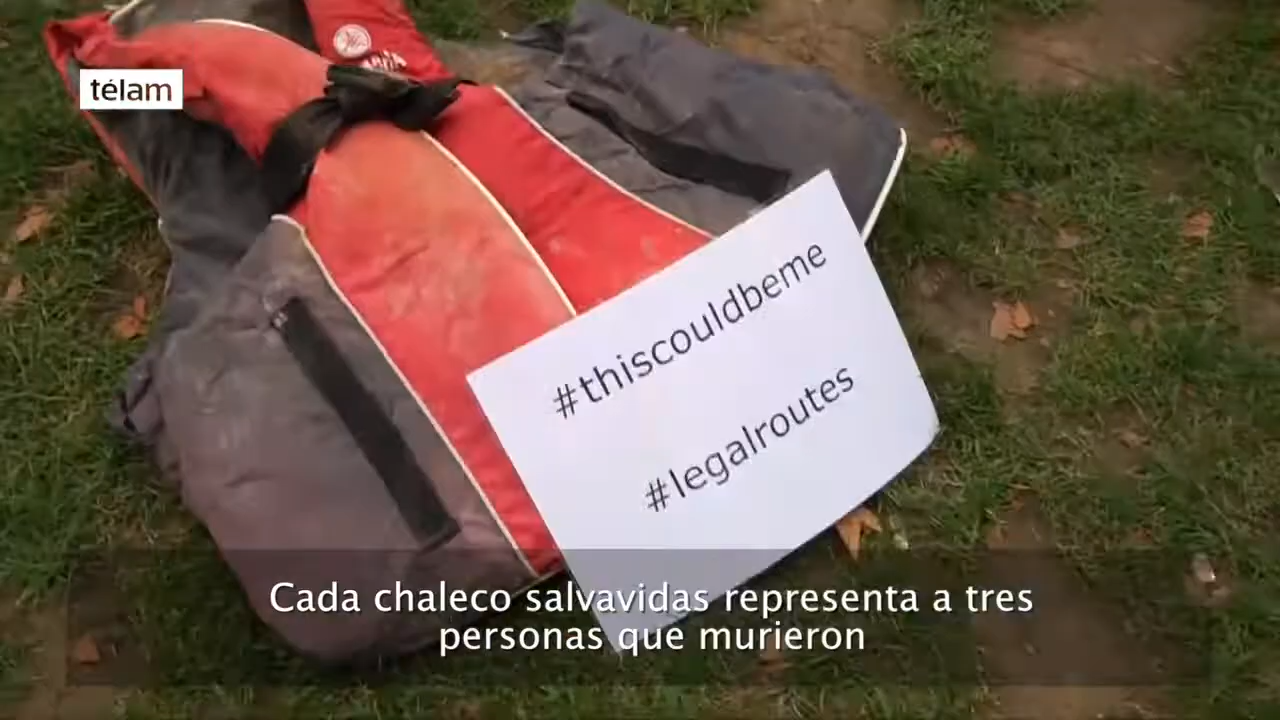 télam
#thiscouldbeme
#legalroutes
Cada chaleco salvavidas representa a tres
personas que murieron